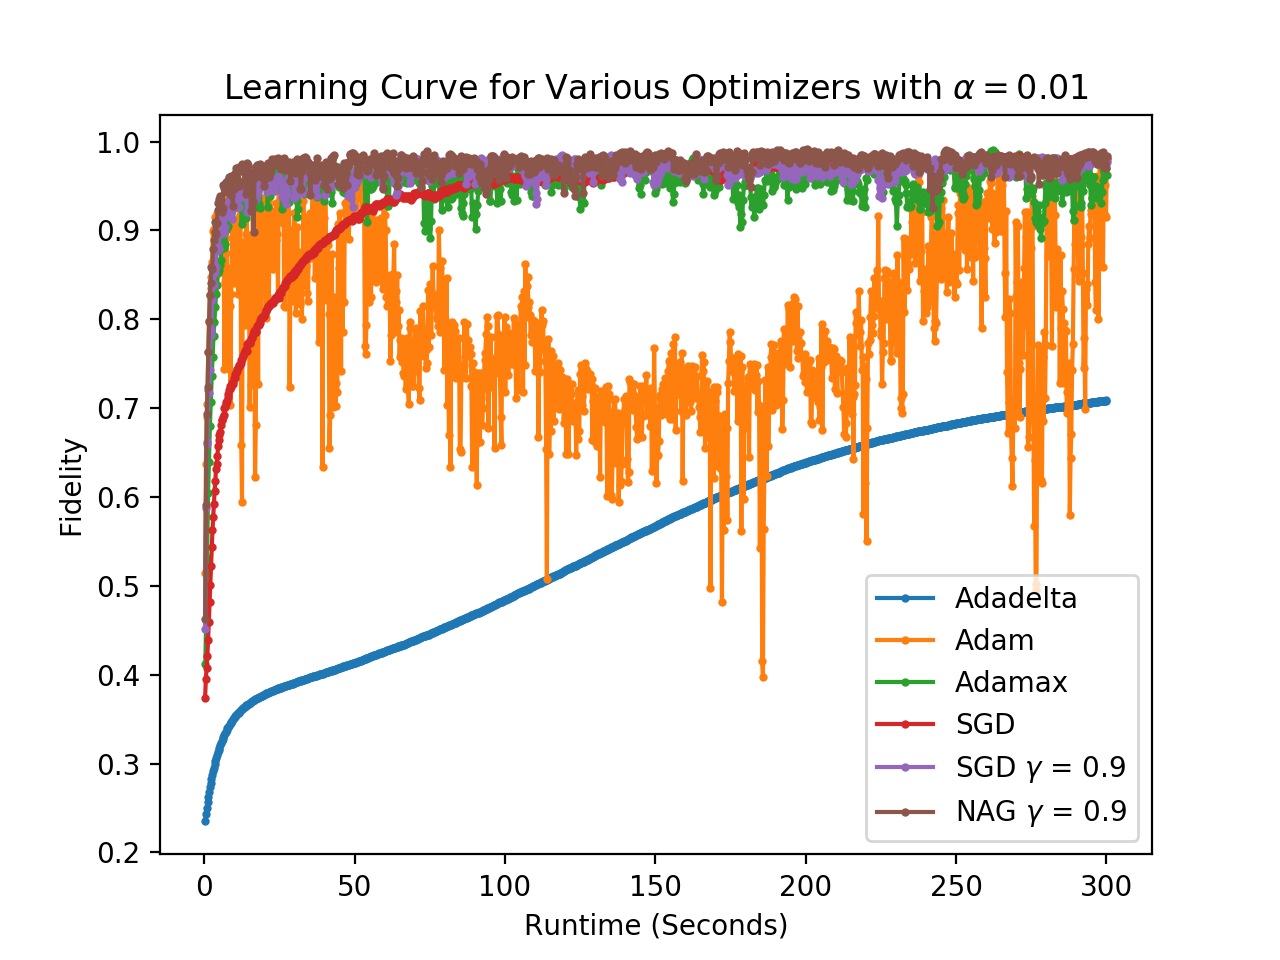 Learning Curve for Various Optimizers with α = 0.01
1.0
0.9
0.8
0.7
0.6
0.5
0.4
0.3
0.2
Fidelity
0 50 100 150 200 250 300
Runtime (Seconds)
Adadelta
Adam
Adamax
SGD
SGD γ = 0.9
NAG γ = 0.9